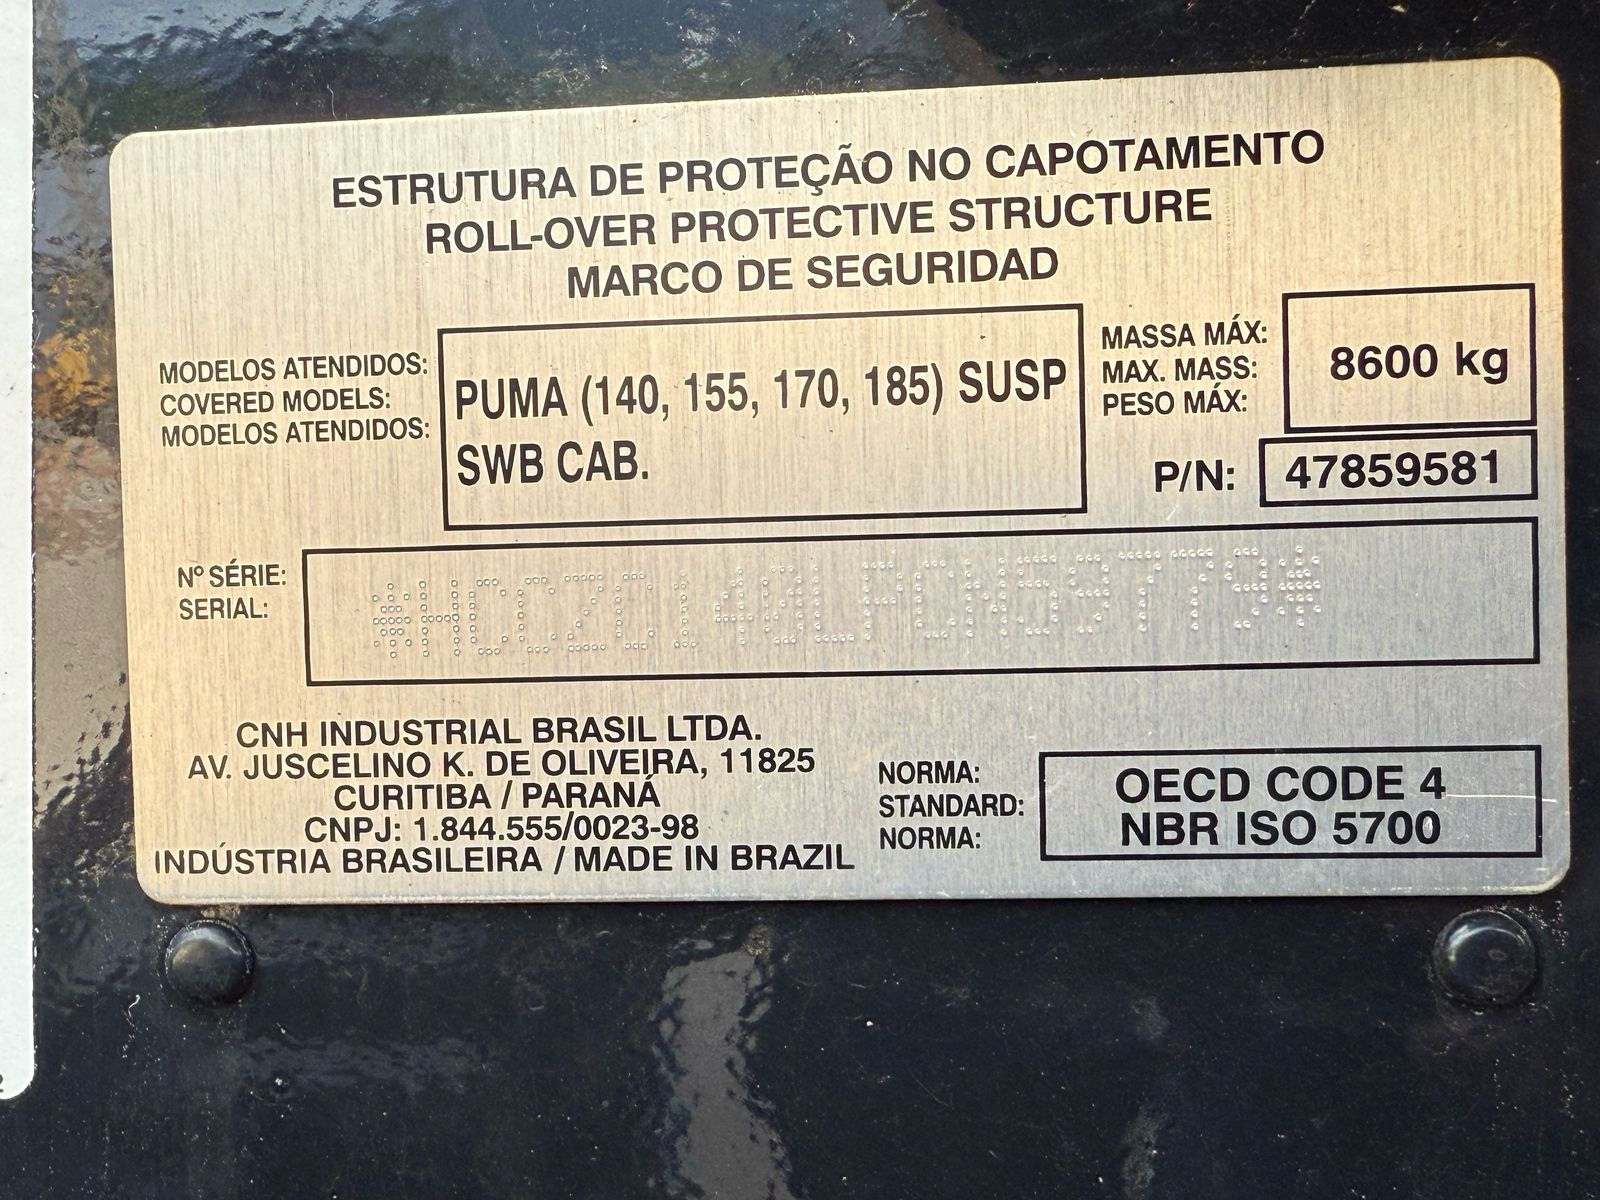 ESTRUTURA DE PROTEÇÃO NO CAPOTAMENTO
ROLL-OVER PROTECTIVE STRUCTURE
MARCO DE SEGURIDAD
MODELOS ATENDIDOS:
COVERED MODELS:
MODELOS ATENDIDOS:
PUMA (140, 155, 170, 185) SUSP
SWB CAB.
MASSA MÁX:
MAX. MASS:
PESO MÁX:
8600 kg
P/N: 47859581
Nº SÉRIE:
SERIAL:
*HCCZC140LPCN59779*
CNH INDUSTRIAL BRASIL LTDA.
AV. JUSCELINO K. DE OLIVEIRA, 11825
CURITIBA / PARANÁ
CNPJ: 1.844.555/0023-98
INDÚSTRIA BRASILEIRA / MADE IN BRAZIL
NORMA:
STANDARD:
NORMA:
OECD CODE 4
NBR ISO 5700